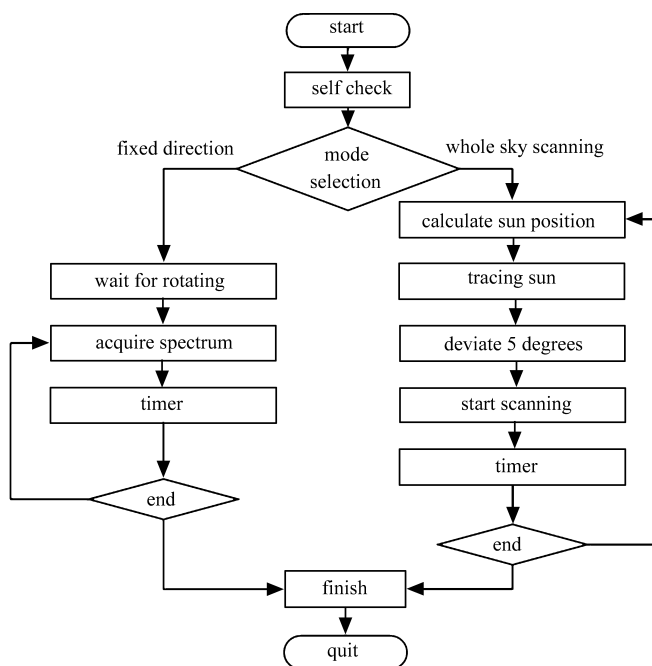 start
self check
fixed direction
whole sky scanning
mode
selection
calculate sun position
wait for rotating
tracing sun
acquire spectrum
deviate 5 degrees
timer
start scanning
timer
end
end
finish
quit